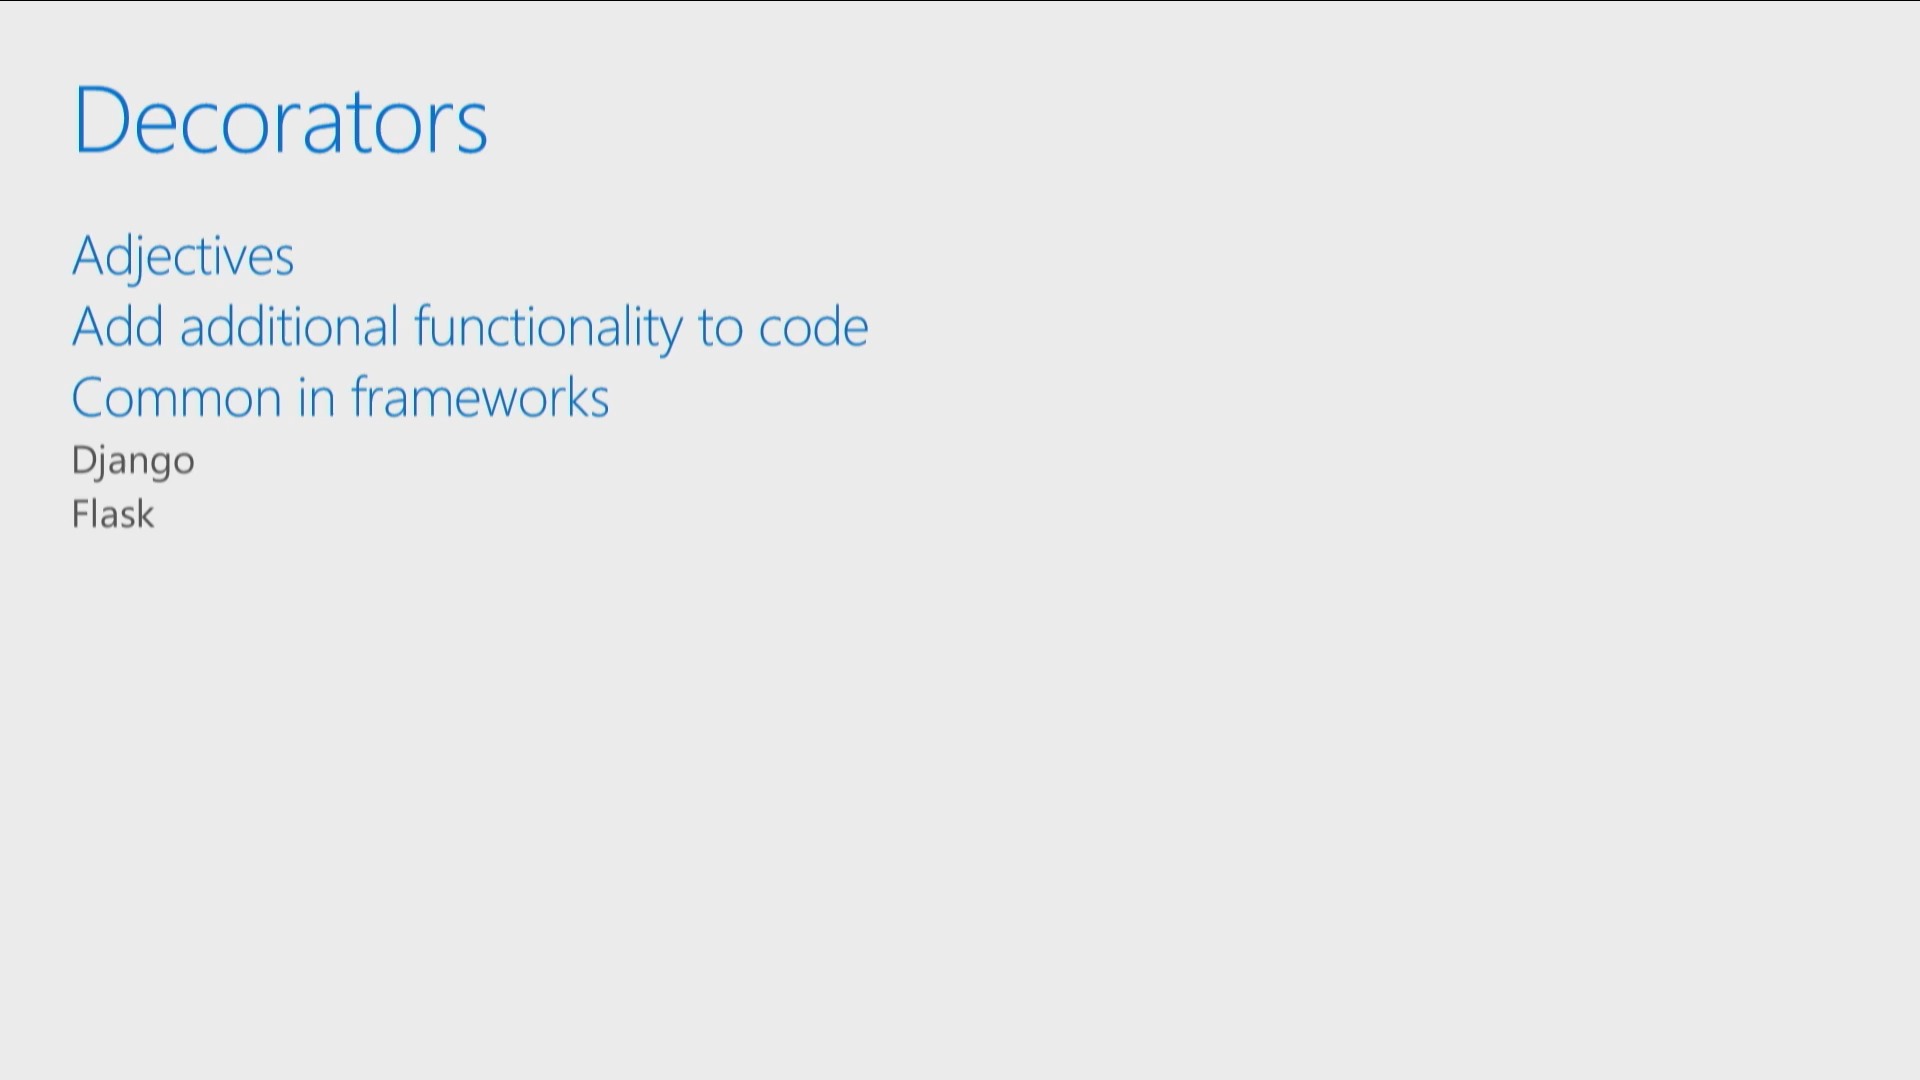 Decorators
Adjectives
Add additional functionality to code
Common in frameworks
Django
Flask